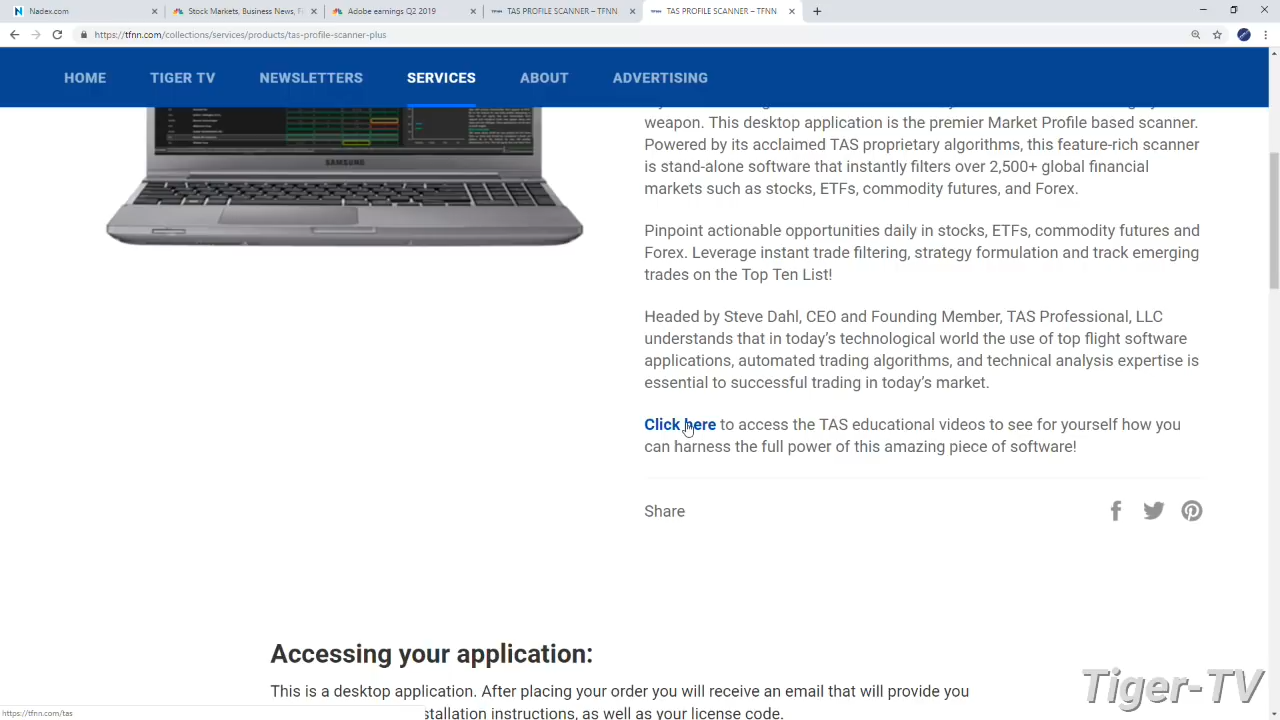 Nadex.com
Stock Markets, Business News, Fi
Adobe earnings Q2 2019
TAS PROFILE SCANNER – TFNN
TAS PROFILE SCANNER – TFNN
https://tfnn.com/collections/services/products/tas-profile-scanner-plus
HOME
TIGER TV
NEWSLETTERS
SERVICES
ABOUT
ADVERTISING
weapon. This desktop application is the premier Market Profile based scanner.
Powered by its acclaimed TAS proprietary algorithms, this feature-rich scanner
is stand-alone software that instantly filters over 2,500+ global financial
markets such as stocks, ETFs, commodity futures, and Forex.
SAMSUNG
Pinpoint actionable opportunities daily in stocks, ETFs, commodity futures and
Forex. Leverage instant trade filtering, strategy formulation and track emerging
trades on the Top Ten List!
Headed by Steve Dahl, CEO and Founding Member, TAS Professional, LLC
understands that in today's technological world the use of top flight software
applications, automated trading algorithms, and technical analysis expertise is
essential to successful trading in today's market.
Click here to access the TAS educational videos to see for yourself how you
can harness the full power of this amazing piece of software!
Share
Accessing your application:
This is a desktop application. After placing your order you will receive an email that will provide you
stallation instructions, as well as your license code.
Tiger-TV
https://tfnn.com/tas